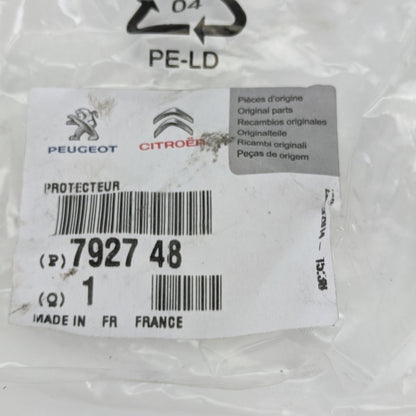 04
PE-LD
PEUGEOT
CITROËN
Pièces d'origine
Original parts
Recambios originales
Originalteile
Ricambi originali
Peças de origem
PROTECTEUR
(P) 7927 48
(Q) 1
MADE IN FR FRANCE